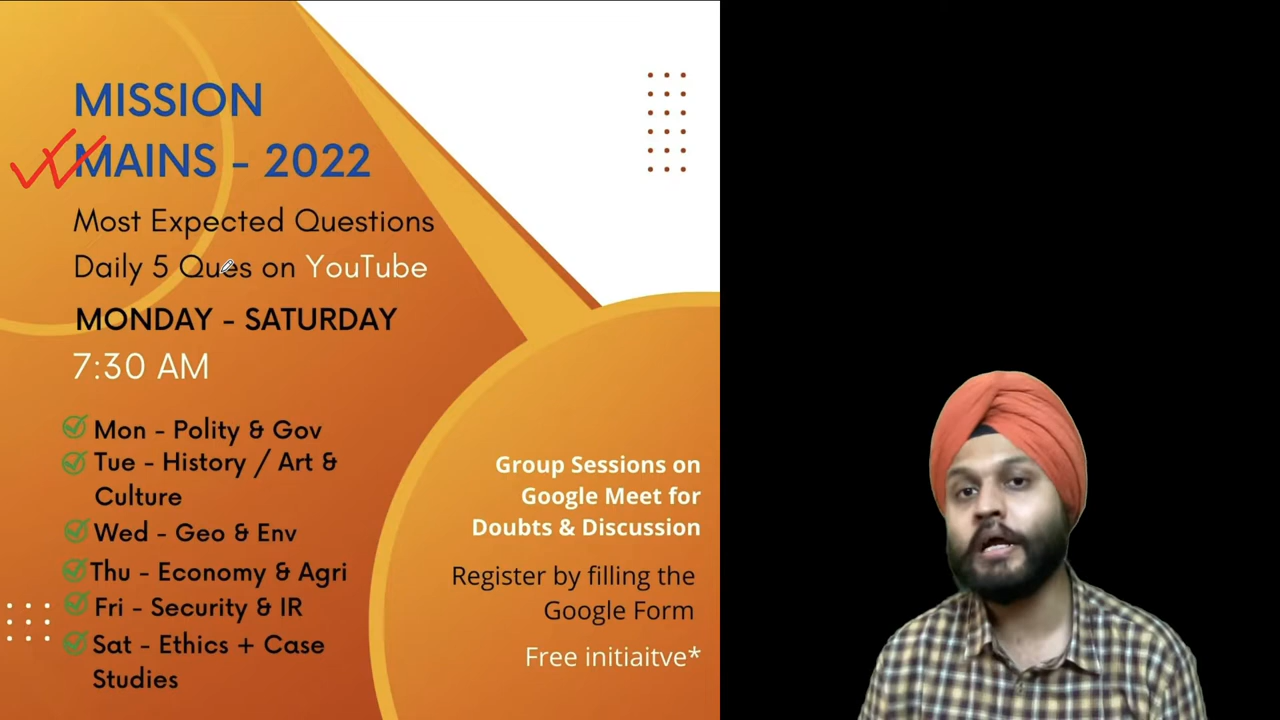 MISSION
MAINS - 2022
Most Expected Questions
Daily 5 Ques on YouTube
MONDAY - SATURDAY
7:30 AM
Mon - Polity & Gov
Tue - History / Art &
Culture
Wed - Geo & Env
Thu - Economy & Agri
Fri - Security & IR
Sat - Ethics + Case
Studies
Group Sessions on
Google Meet for
Doubts & Discussion
Register by filling the
Google Form
Free initiaitve*